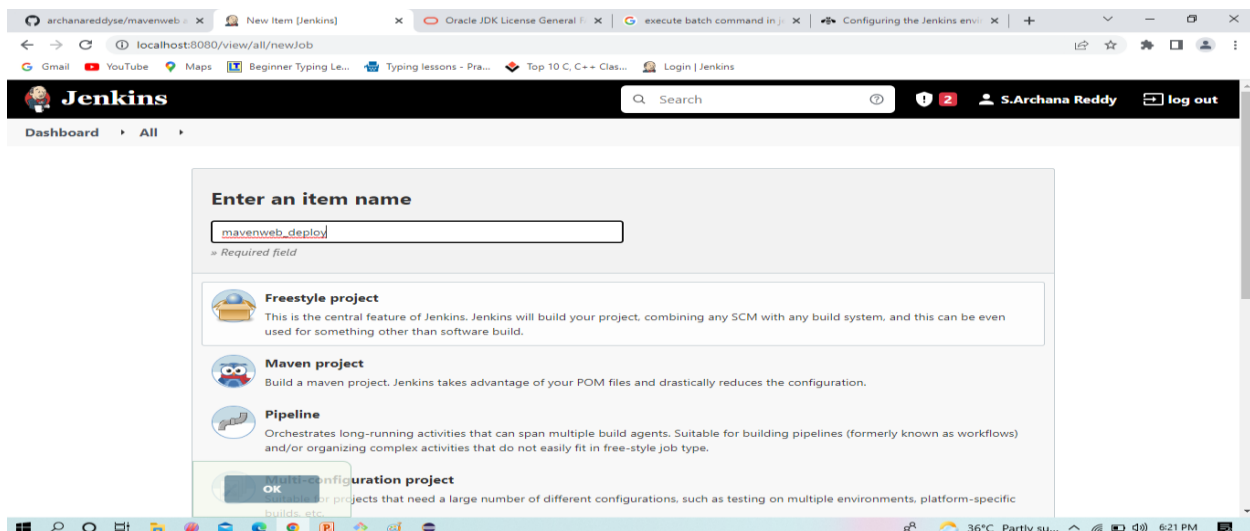 archanareddyse/mavenweb
New Item [Jenkins]
Oracle JDK License General
execute batch command in
Configuring the Jenkins
localhost:8080/view/all/newJob
Gmail
YouTube
Maps
Beginner Typing Le...
Typing lessons - Pra...
Top 10 C, C++ Clas...
Login | Jenkins
Jenkins
Search
2
S.Archana Reddy
log out
Dashboard
All
Enter an item name
mavenweb_deploy
» Required field
Freestyle project
This is the central feature of Jenkins. Jenkins will build your project, combining any SCM with any build system, and this can be even
used for something other than software build.
Maven project
Build a maven project. Jenkins takes advantage of your POM files and drastically reduces the configuration.
Pipeline
Orchestrates long-running activities that can span multiple build agents. Suitable for building pipelines (formerly known as workflows)
and/or organizing complex activities that do not easily fit in free-style job type.
Multi-configuration project
OK
Suitable for projects that need a large number of different configurations, such as testing on multiple environments, platform-specific
builds, etc.
36°C Partly su...
6:21 PM